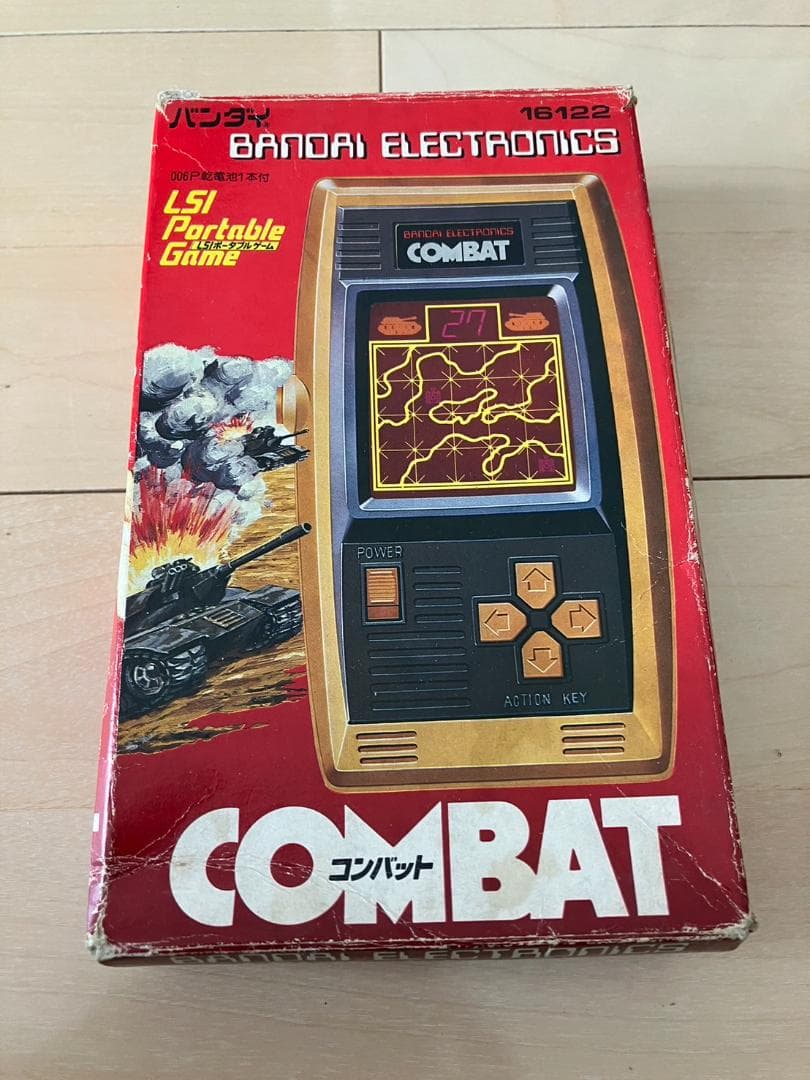 バンダイ
16122
BANDAI ELECTRONICS
006P乾電池1本付
LSI
Portable
LSIポータブルゲーム
Game
BANDAI ELECTRONICS
COMBAT
27
POWER
ACTION KEY
COMBAT
コンバット
BANDAI ELECTRONICS